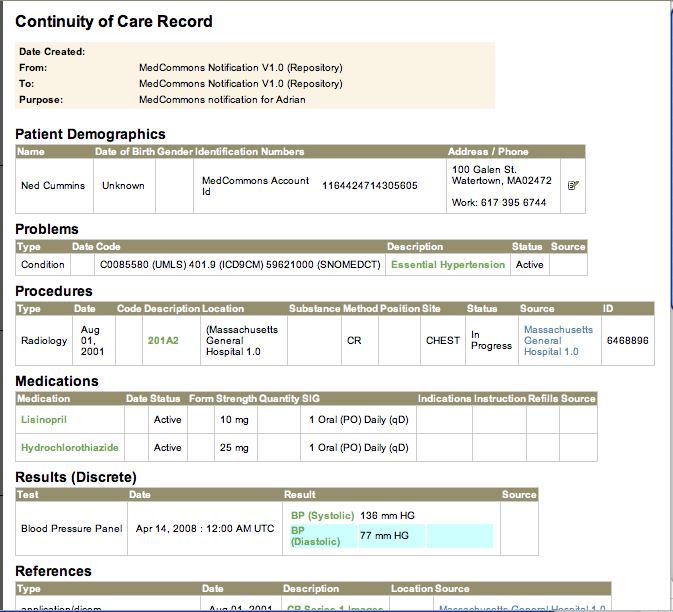 Continuity of Care Record
Date Created:
From: MedCommons Notification V1.0 (Repository)
To: MedCommons Notification V1.0 (Repository)
Purpose: MedCommons notification for Adrian
Patient Demographics
Name Date of Birth Gender Identification Numbers Address / Phone
Ned Cummins Unknown MedCommons Account Id 1164424714305605 100 Galen St.
Watertown, MA02472
Work: 617 395 6744
Problems
Type Date Code Description Status Source
Condition C0085580 (UMLS) 401.9 (ICD9CM) 59621000 (SNOMEDCT) Essential Hypertension Active
Procedures
Type Date Code Description Location Substance Method Position Site Status Source ID
Radiology Aug 01, 2001 201A2 (Massachusetts General Hospital 1.0 CR CHEST In Progress Massachusetts General Hospital 1.0 6468896
Medications
Medication Date Status Form Strength Quantity SIG Indications Instruction Refills Source
Lisinopril Active 10 mg 1 Oral (PO) Daily (qD)
Hydrochlorothiazide Active 25 mg 1 Oral (PO) Daily (qD)
Results (Discrete)
Test Date Result Source
Blood Pressure Panel Apr 14, 2008 : 12:00 AM UTC BP (Systolic) 136 mm HG
BP (Diastolic) 77 mm HG
References
Type Date Description Location Source
application/dicom Aug 01, 2001 CR Series 1 Images Massachusetts General Hospital 1.0